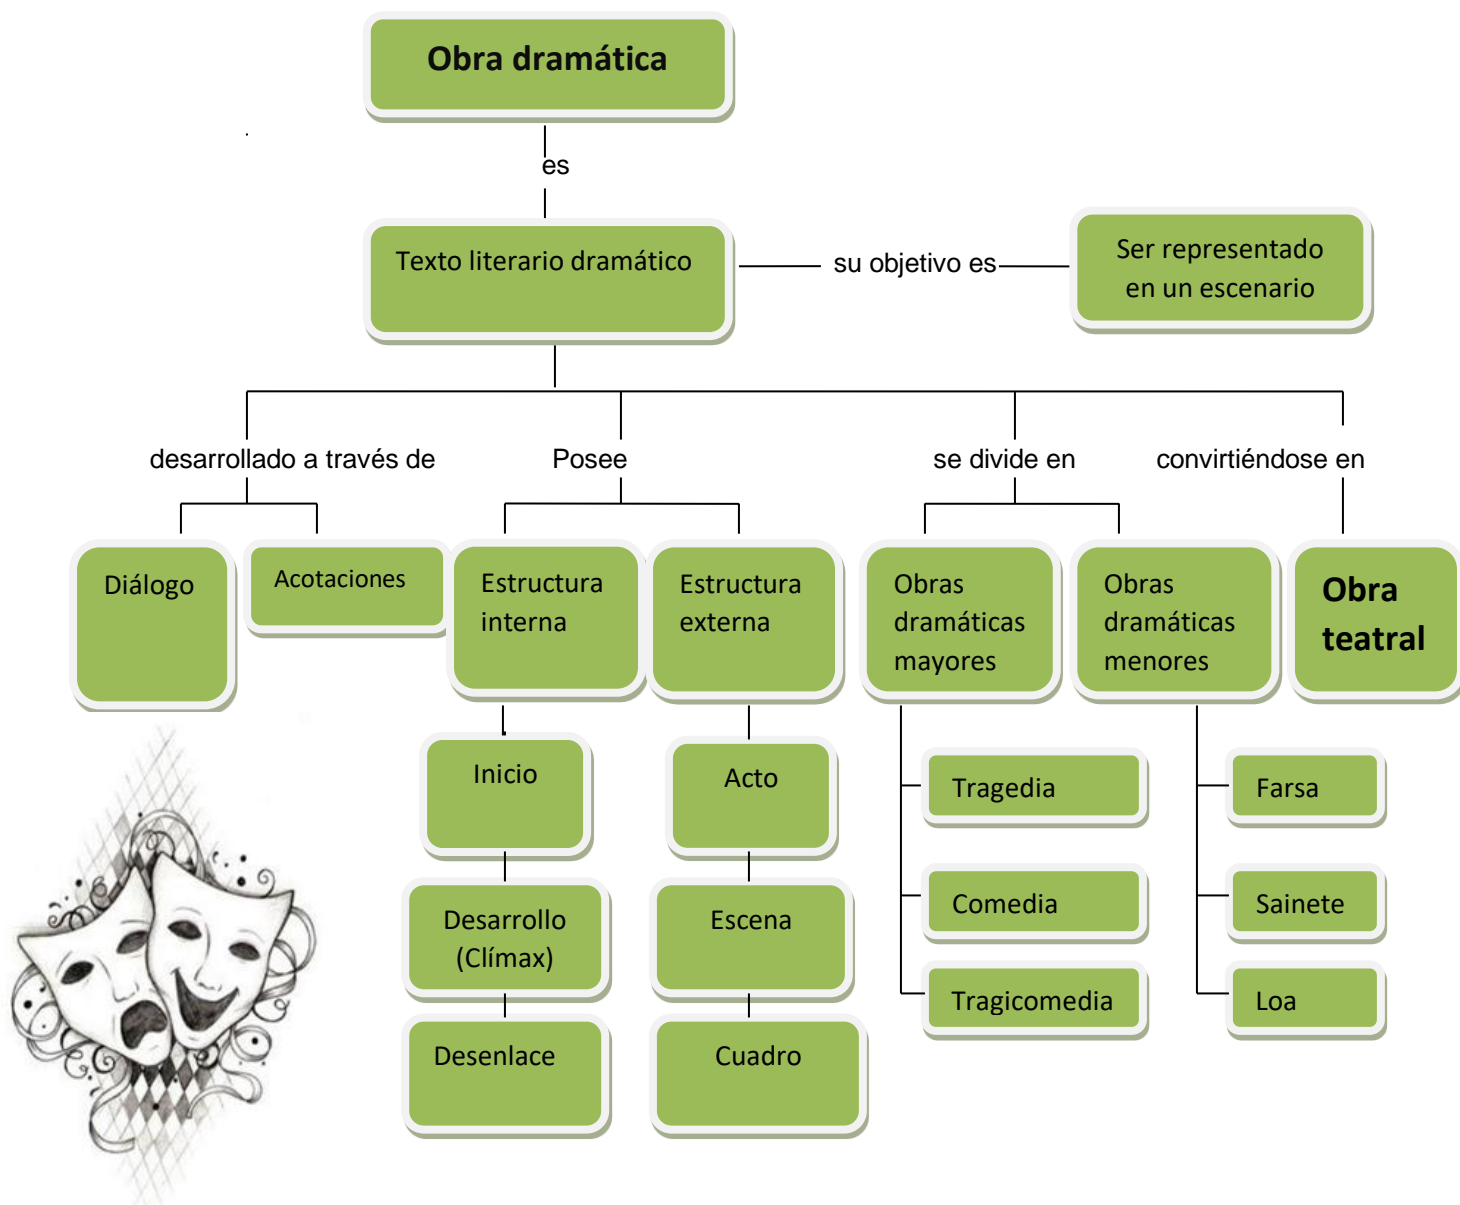 Obra dramática
es
Texto literario dramático
su objetivo es
Ser representado
en un escenario
desarrollado a través de
Posee
se divide en
convirtiéndose en
Diálogo
Acotaciones
Estructura
interna
Estructura
externa
Obras
dramáticas
mayores
Obras
dramáticas
menores
Obra
teatral
Inicio
Desarrollo
(Clímax)
Desenlace
Acto
Escena
Cuadro
Tragedia
Comedia
Tragicomedia
Farsa
Sainete
Loa